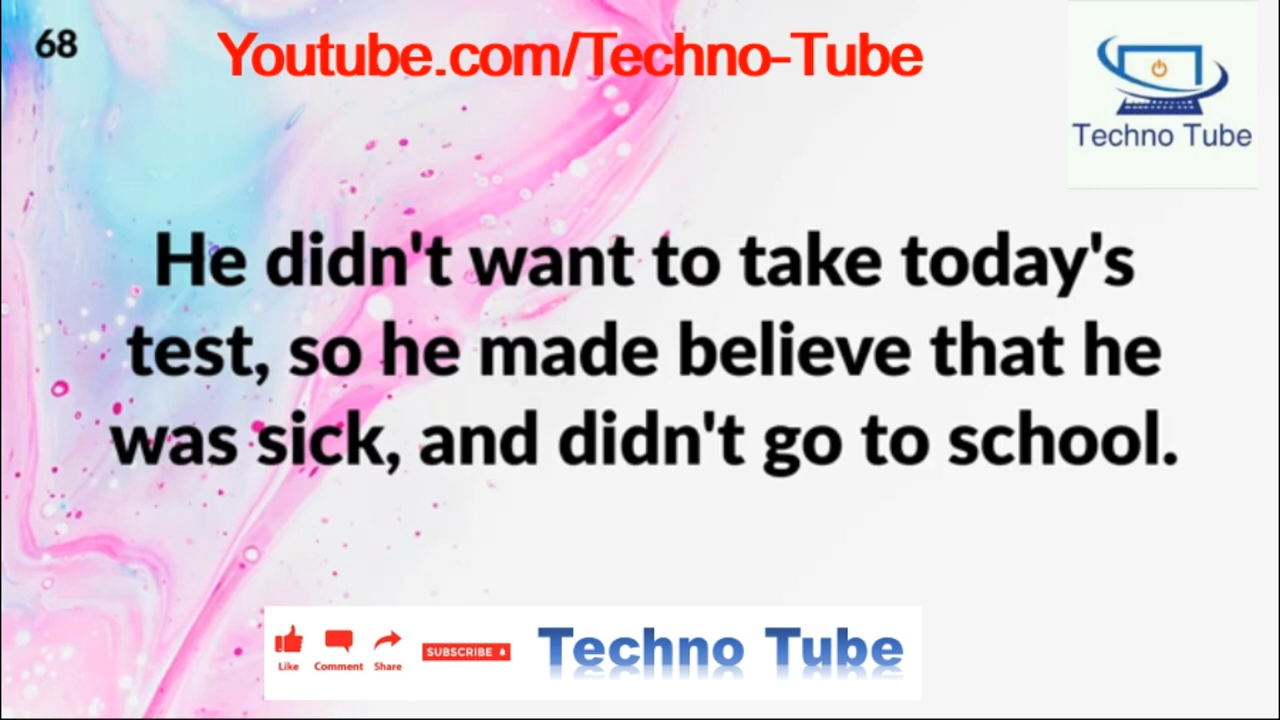 68
Youtube.com/Techno-Tube
Techno Tube
He didn't want to take today's
test, so he made believe that he
was sick, and didn't go to school.
Like Comment Share SUBSCRIBE Techno Tube